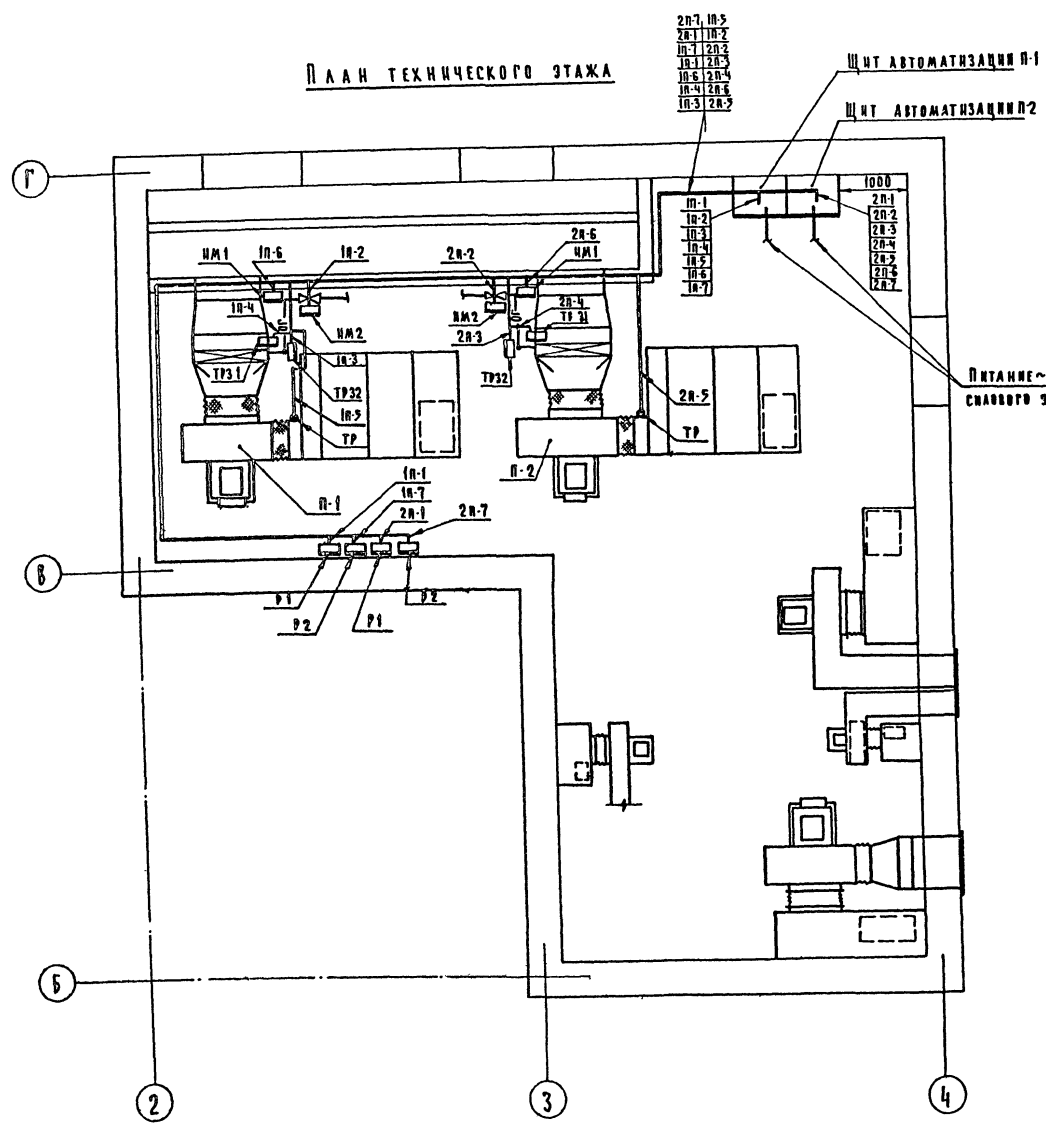 План технического этажа
2П-7 1П-5
2П-1 1П-2
1П-7 2П-2
1П-1 2П-3
1П-6 2П-4
1П-4 2П-6
1П-3 2П-5
Щит автоматизации П-1
Щит автоматизации П-2
Г
1000
1П-1
1П-2
1П-3
1П-4
1П-5
1П-6
1П-7
2П-1
2П-2
2П-3
2П-4
2П-5
2П-6
2П-7
ИМ1
1П-6
1П-2
2П-2
2П-6
ИМ1
1П-4
ИМ2
ИМ2
2П-4
ТР31
2П-3
1П-3
ТР31
ТР32
ТР32
1П-5
2П-5
ТР
ТР
Питание~
силового э
П-1
П-2
1П-1
1П-7
2П-1
2П-7
В
Р1
Р2
Р1
Р2
Б
2
3
4